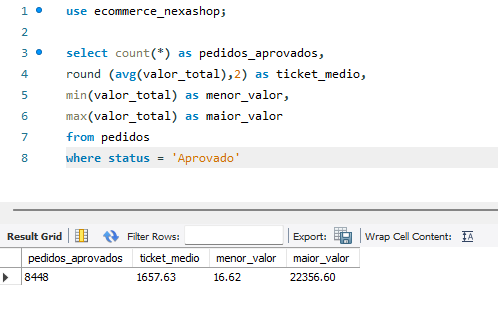 1 use ecommerce_nexashop;
2
3 select count(*) as pedidos_aprovados,
4 round (avg(valor_total),2) as ticket_medio,
5 min(valor_total) as menor_valor,
6 max(valor_total) as maior_valor
7 from pedidos
8 where status = 'Aprovado'
Result Grid Filter Rows: Export: Wrap Cell Content: IA
pedidos_aprovados ticket_medio menor_valor maior_valor
8448 1657.63 16.62 22356.60